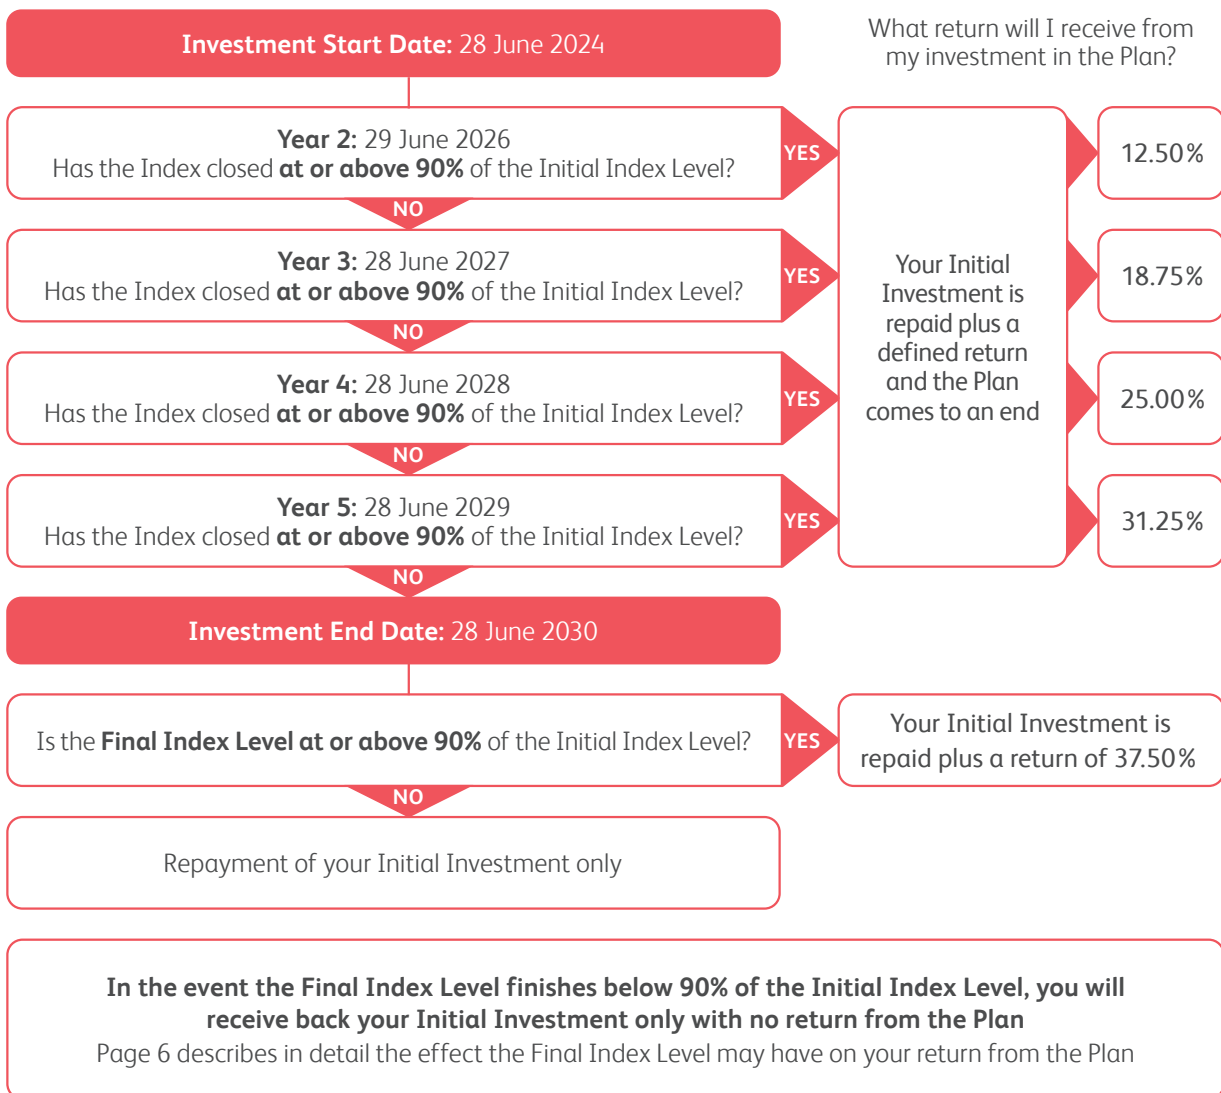 Investment Start Date: 28 June 2024
What return will I receive from
my investment in the Plan?
Year 2: 29 June 2026
Has the Index closed at or above 90% of the Initial Index Level?
YES
12.50%
NO
Year 3: 28 June 2027
Has the Index closed at or above 90% of the Initial Index Level?
YES
18.75%
NO
Year 4: 28 June 2028
Has the Index closed at or above 90% of the Initial Index Level?
YES
25.00%
NO
Year 5: 28 June 2029
Has the Index closed at or above 90% of the Initial Index Level?
YES
31.25%
NO
Your Initial
Investment is
repaid plus a
defined return
and the Plan
comes to an end
Investment End Date: 28 June 2030
Is the Final Index Level at or above 90% of the Initial Index Level?
YES
Your Initial Investment is
repaid plus a return of 37.50%
NO
Repayment of your Initial Investment only
In the event the Final Index Level finishes below 90% of the Initial Index Level, you will
receive back your Initial Investment only with no return from the Plan
Page 6 describes in detail the effect the Final Index Level may have on your return from the Plan